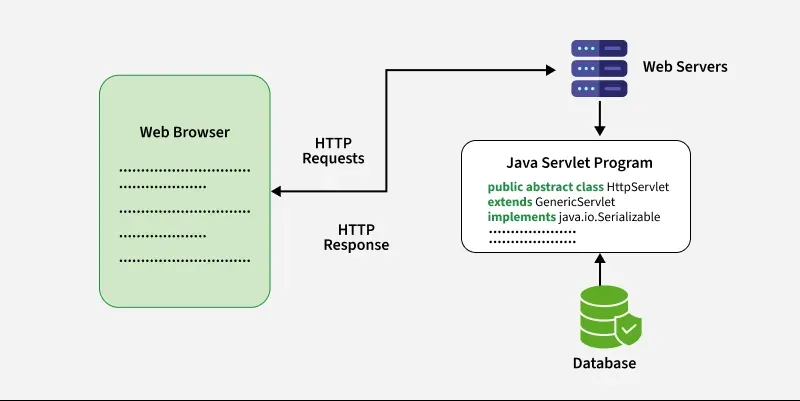 Web Browser
HTTP
Requests
HTTP
Response
Web Servers
Java Servlet Program
public abstract class HttpServlet
extends GenericServlet
implements java.io.Serializable
Database